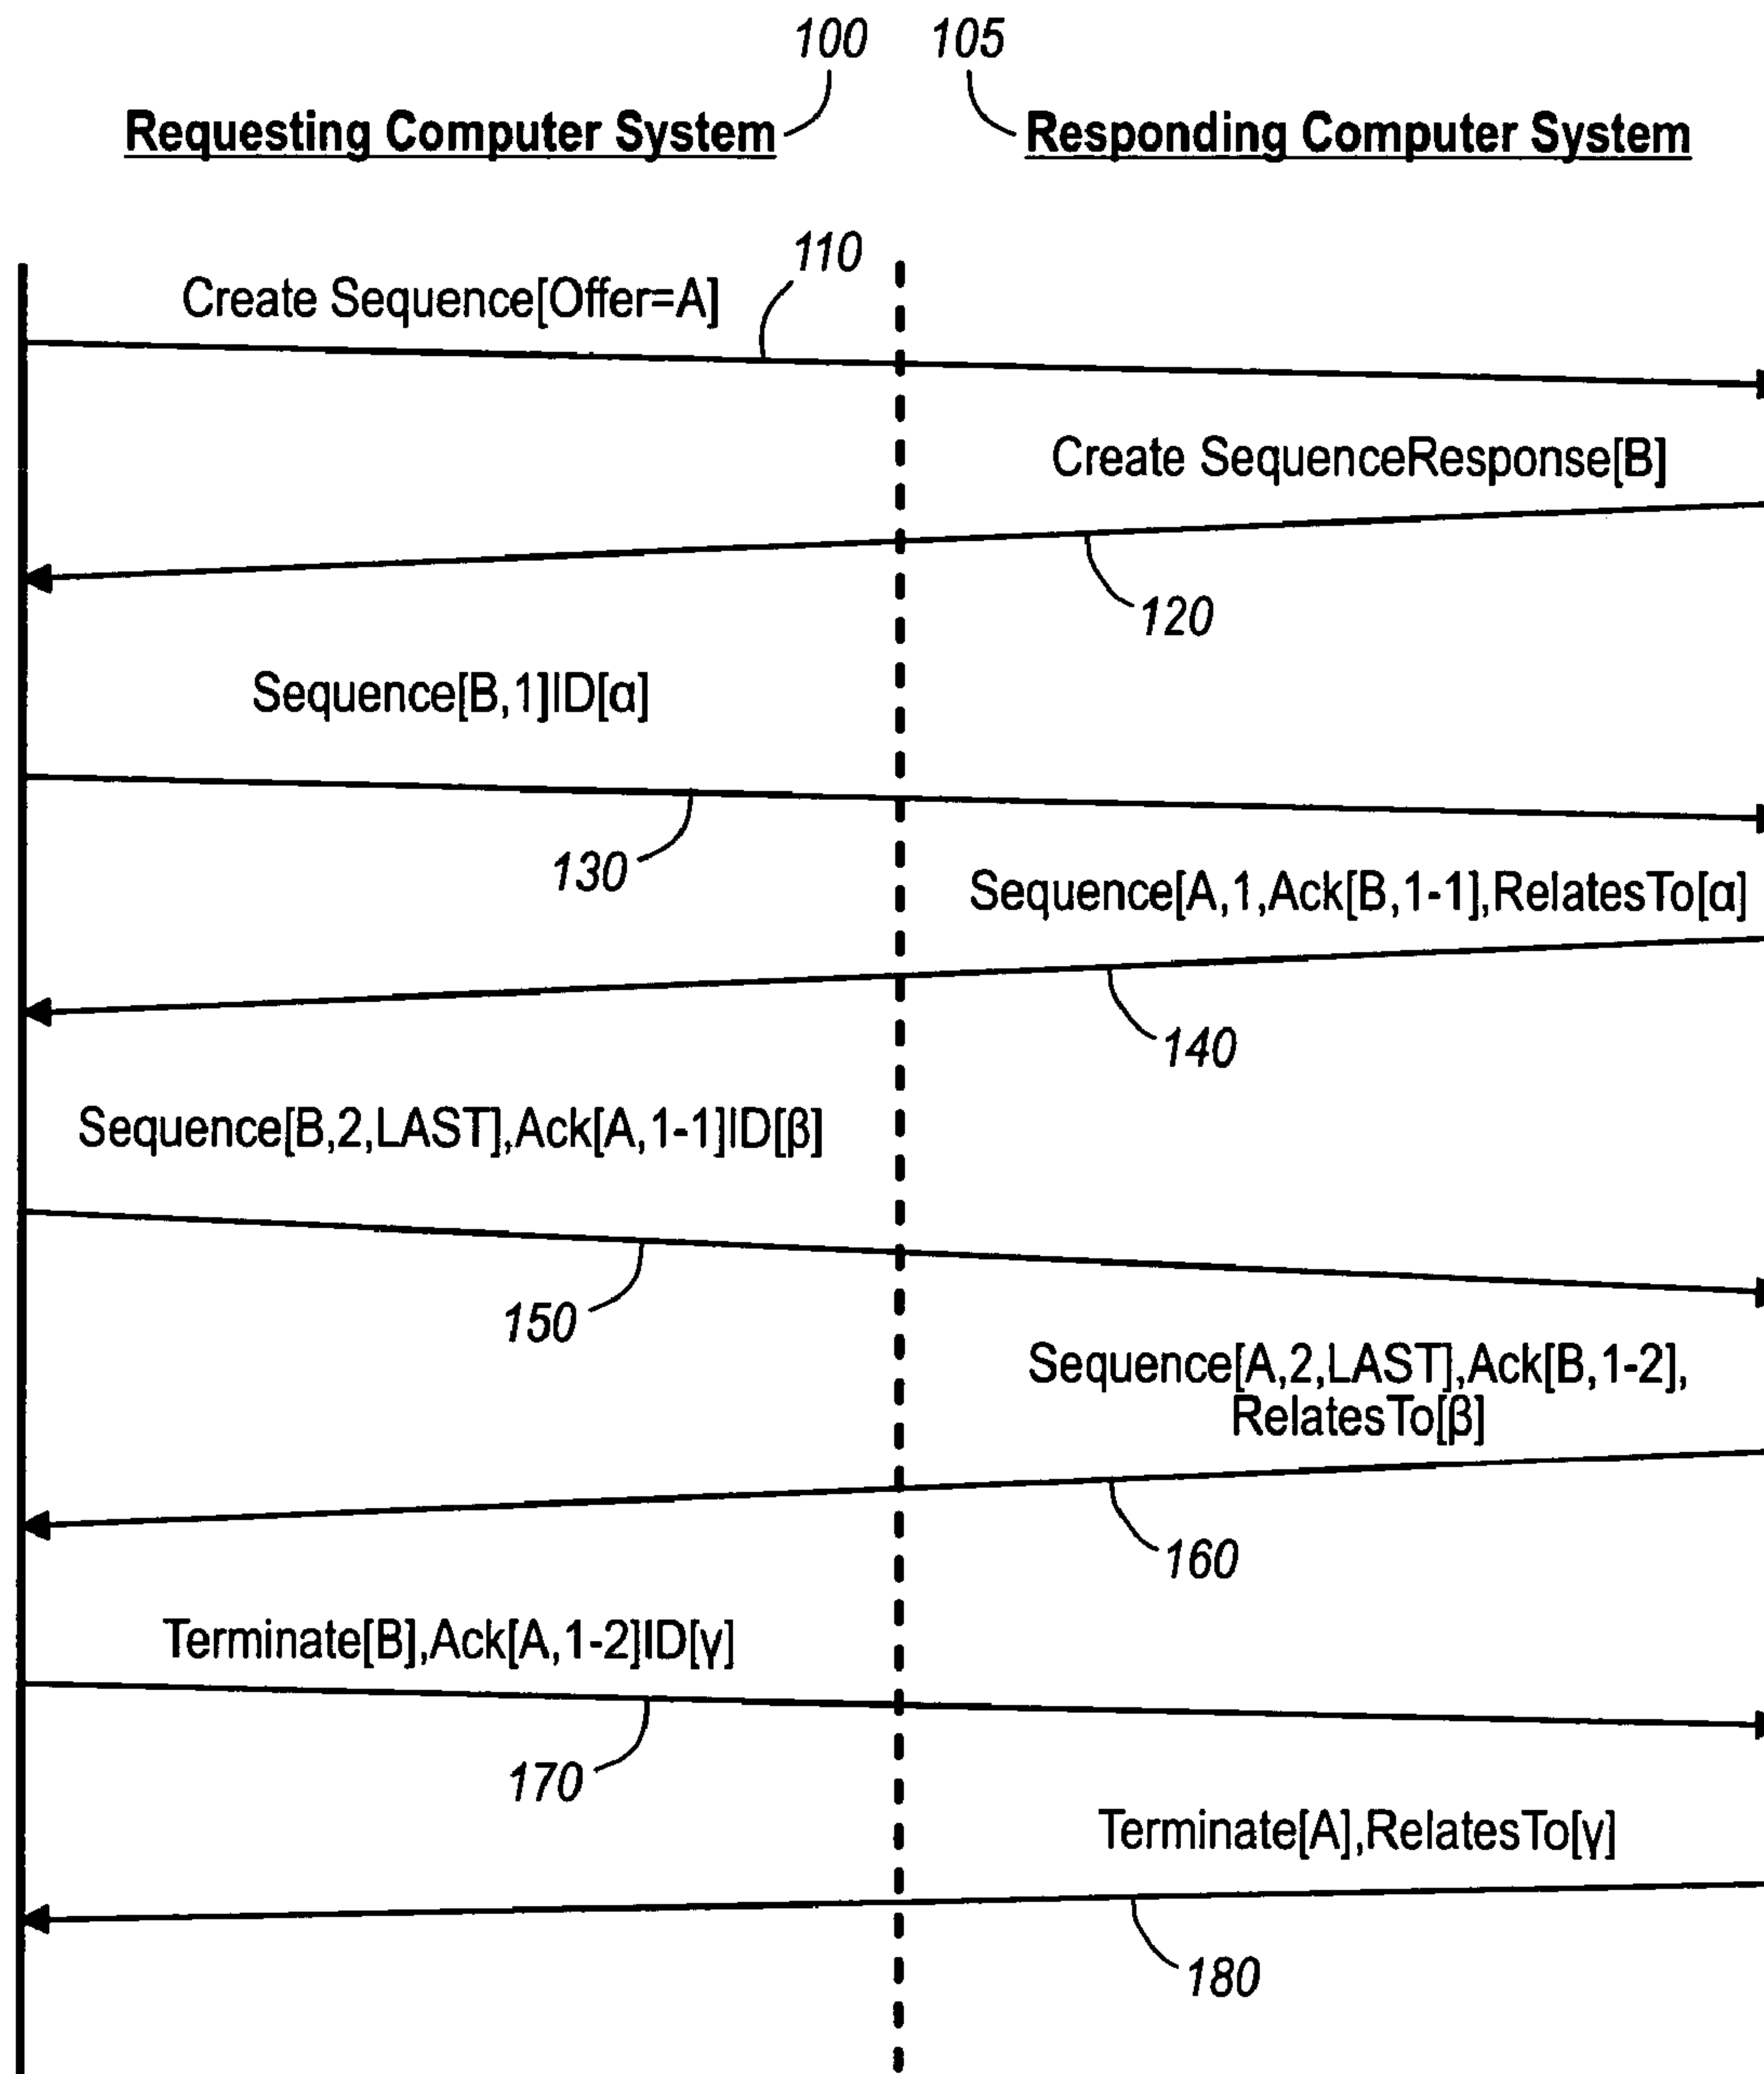 100 105
Requesting Computer System Responding Computer System
110
Create Sequence[Offer=A]
Create SequenceResponse[B]
120
Sequence[B,1]ID[α]
130
Sequence[A,1,Ack[B,1-1],RelatesTo[α]
140
Sequence[B,2,LAST],Ack[A,1-1]ID[β]
150
Sequence[A,2,LAST],Ack[B,1-2],
RelatesTo[β]
160
Terminate[B],Ack[A,1-2]ID[γ]
170
Terminate[A],RelatesTo[γ]
180